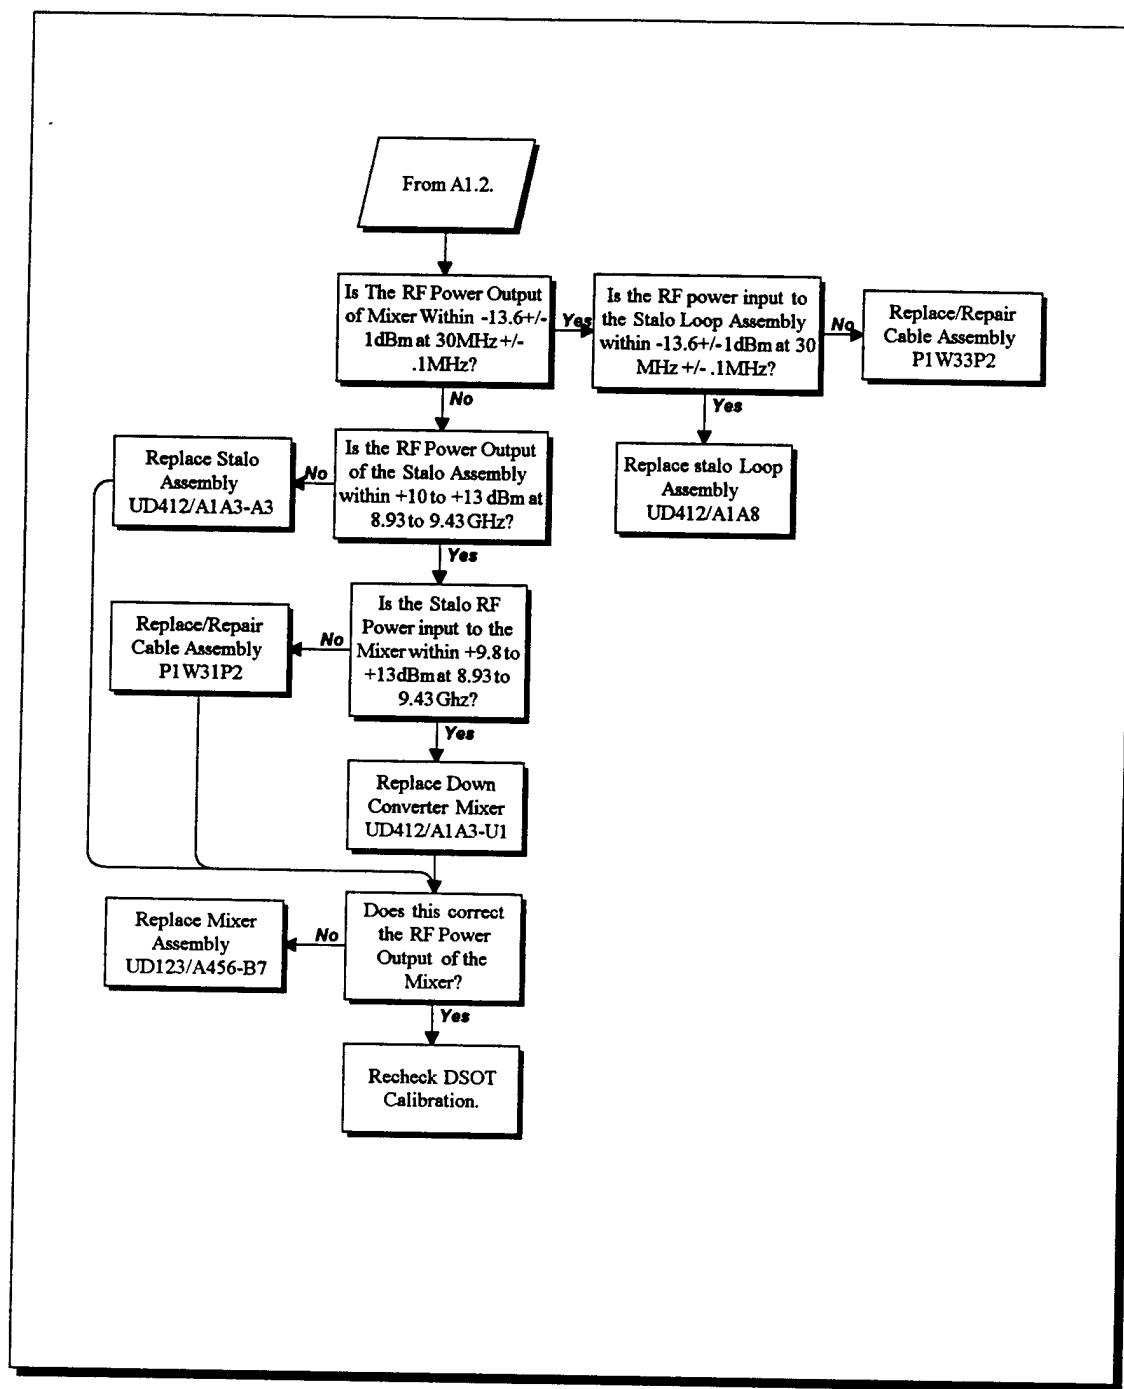 From A1.2.
Is The RF Power Output
of Mixer Within -13.6+/-
1dBm at 30MHz +/-
.1MHz?
Yes
Is the RF power input to
the Stalo Loop Assembly
within -13.6+/-1dBm at 30
MHz +/- .1MHz?
No
Replace/Repair
Cable Assembly
P1W33P2
No
Yes
Replace Stalo
Assembly
UD412/A1A3-A3
No
Is the RF Power Output
of the Stalo Assembly
within +10 to +13 dBm at
8.93 to 9.43 GHz?
Replace stalo Loop
Assembly
UD412/A1A8
Yes
Replace/Repair
Cable Assembly
P1W31P2
No
Is the Stalo RF
Power input to the
Mixer within +9.8 to
+13dBm at 8.93 to
9.43 Ghz?
Yes
Replace Down
Converter Mixer
UD412/A1A3-U1
Replace Mixer
Assembly
UD123/A456-B7
No
Does this correct
the RF Power
Output of the
Mixer?
Yes
Recheck DSOT
Calibration.